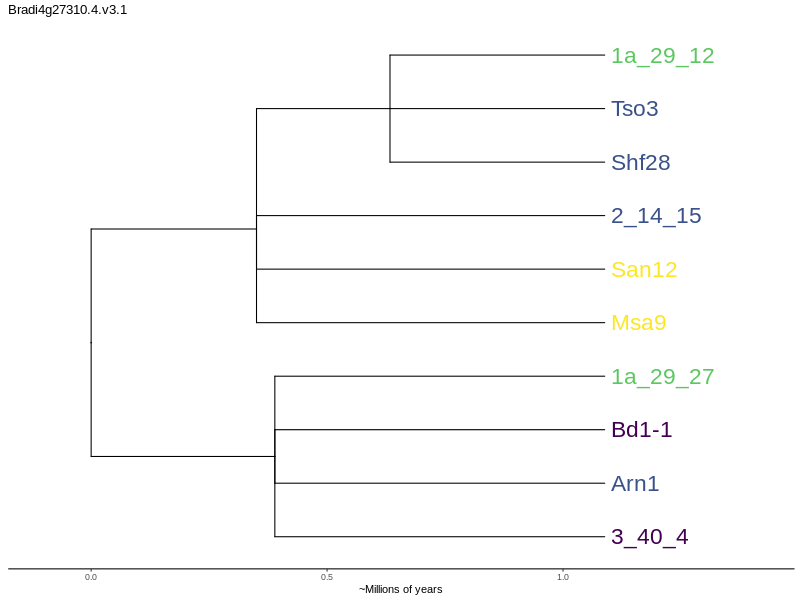 Bradi4g27310.4.v3.1
1a_29_12
Tso3
Shf28
2_14_15
San12
Msa9
1a_29_27
Bd1-1
Arn1
3_40_4
0.0 0.5 1.0
~Millions of years